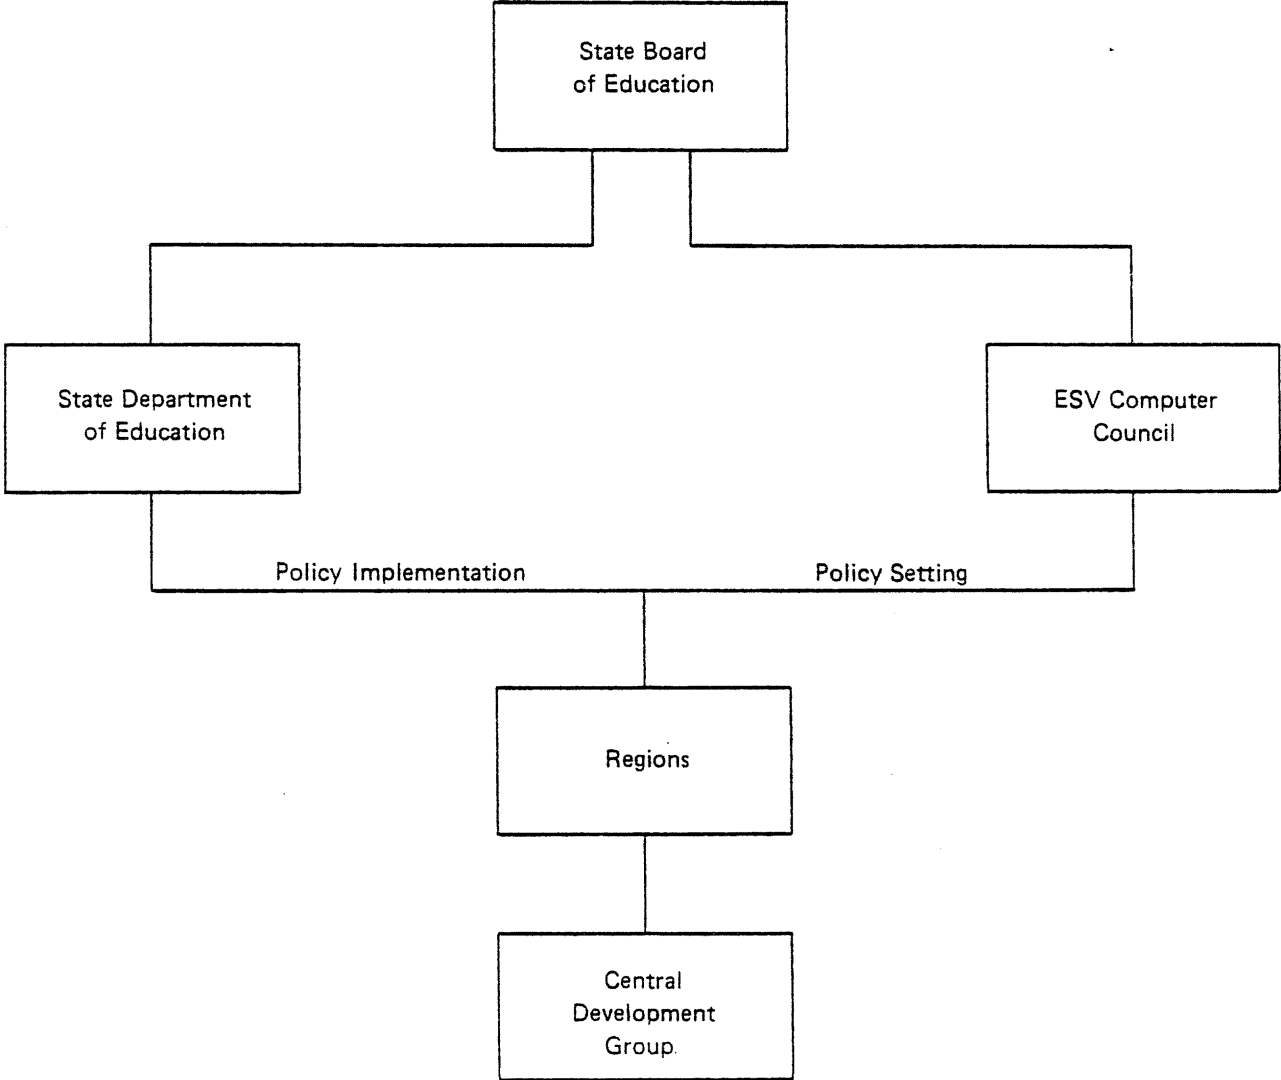 State Board
of Education
State Department
of Education
ESV Computer
Council
Policy Implementation
Policy Setting
Regions
Central
Development
Group